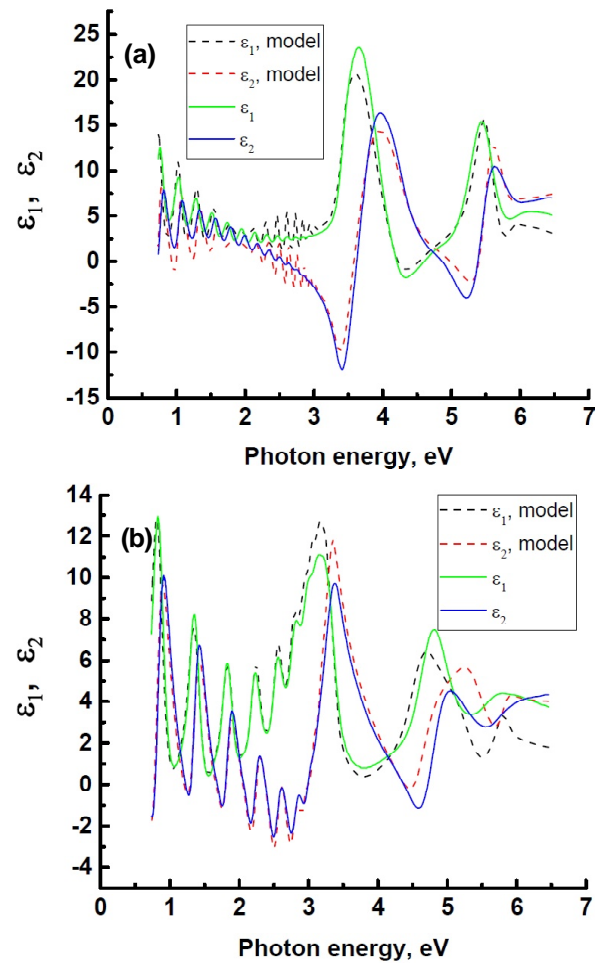 (a)
ε₁, model
ε₂, model
ε₁
ε₂
25
20
15
10
5
0
-5
-10
-15
ε₁, ε₂
0 1 2 3 4 5 6 7
Photon energy, eV
(b)
ε₁, model
ε₂, model
ε₁
ε₂
14
12
10
8
6
4
2
0
-2
-4
ε₁, ε₂
0 1 2 3 4 5 6 7
Photon energy, eV